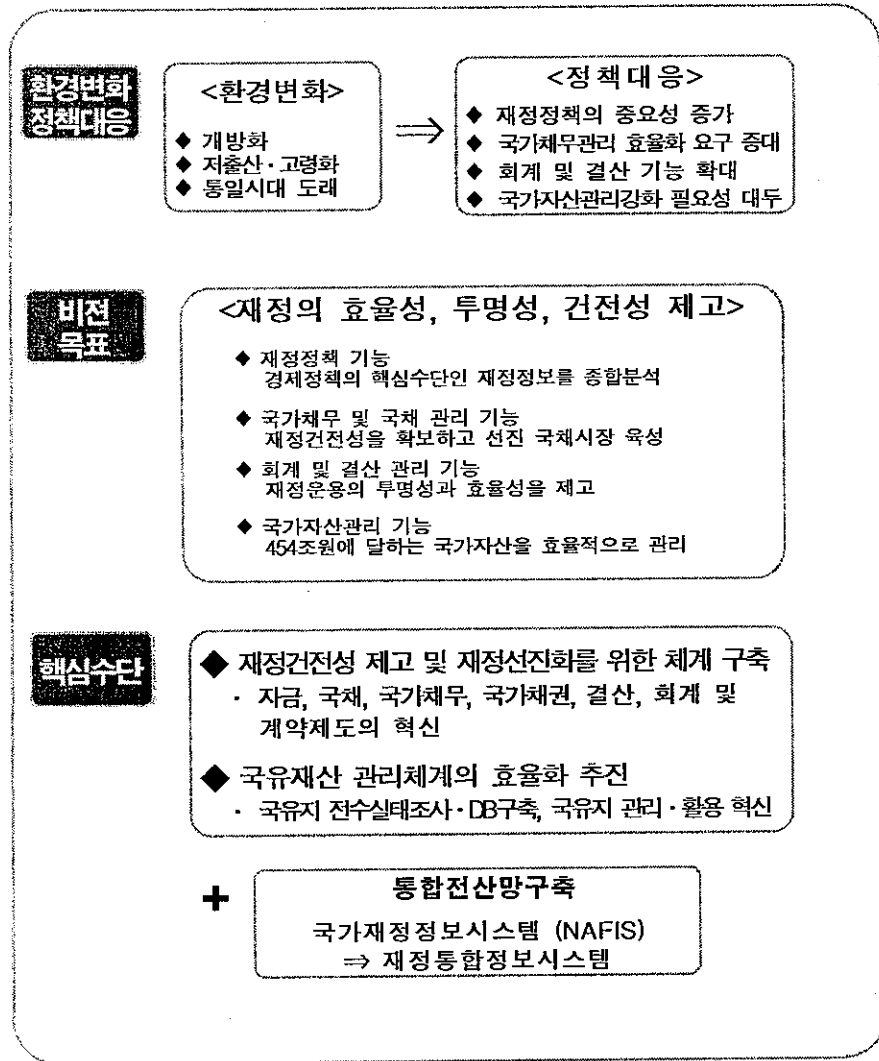 환경변화
정책대응
<환경변화>
◆ 개방화
◆ 저출산·고령화
◆ 통일시대 도래
⇒
<정책대응>
◆ 재정정책의 중요성 증가
◆ 국가채무관리 효율화 요구 증대
◆ 회계 및 결산 기능 확대
◆ 국가자산관리강화 필요성 대두
비전
목표
<재정의 효율성, 투명성, 건전성 제고>
◆ 재정정책 기능
경제정책의 핵심수단인 재정정보를 종합분석
◆ 국가채무 및 국채 관리 기능
재정건전성을 확보하고 선진 국채시장 육성
◆ 회계 및 결산 관리 기능
재정운용의 투명성과 효율성을 제고
◆ 국가자산관리 기능
454조원에 달하는 국가자산을 효율적으로 관리
핵심수단
◆ 재정건전성 제고 및 재정선진화를 위한 체계 구축
· 자금, 국채, 국가채무, 국가채권, 결산, 회계 및
계약제도의 혁신
◆ 국유재산 관리체계의 효율화 추진
· 국유지 전수실태조사·DB구축, 국유지 관리·활용 혁신
+
통합전산망구축
국가재정정보시스템 (NAFIS)
⇒ 재정통합정보시스템